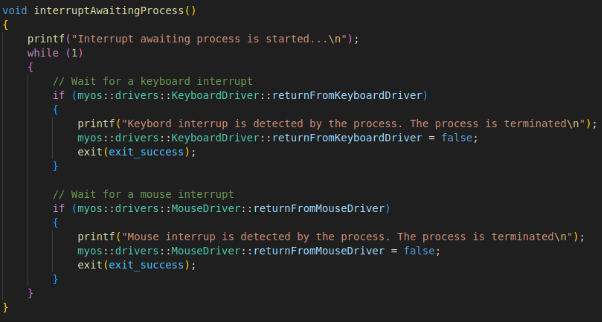 void interruptAwaitingProcess()
{
    printf("Interrupt awaiting process is started...\n");
    while (1)
    {
        // Wait for a keyboard interrupt
        if (myos::drivers::KeyboardDriver::returnFromKeyboardDriver)
        {
            printf("Keybord interrup is detected by the process. The process is terminated\n");
            myos::drivers::KeyboardDriver::returnFromKeyboardDriver = false;
            exit(exit_success);
        }

        // Wait for a mouse interrupt
        if (myos::drivers::MouseDriver::returnFromMouseDriver)
        {
            printf("Mouse interrup is detected by the process. The process is terminated\n");
            myos::drivers::MouseDriver::returnFromMouseDriver = false;
            exit(exit_success);
        }
    }
}